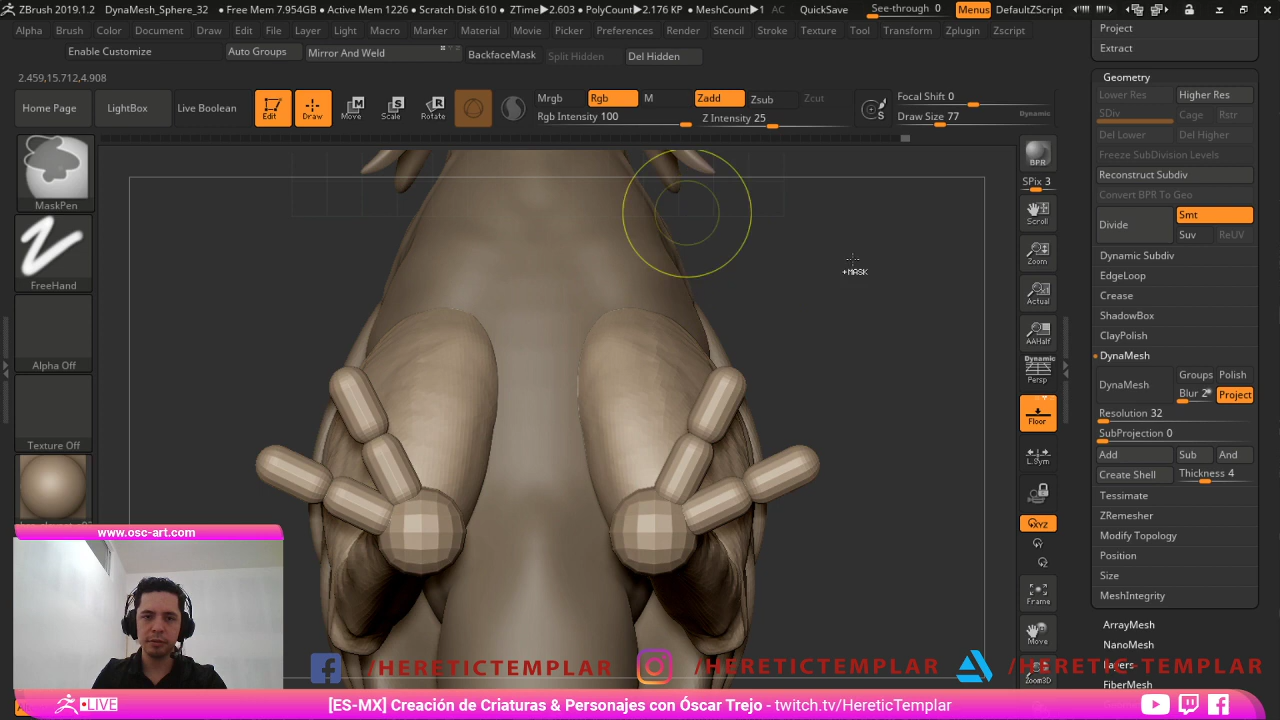 ZBrush 2019.1.2 DynaMesh_Sphere_32 ● Free Mem 7.954GB ● Active Mem 1226 ● Scratch Disk 610 ● ZTime▶2.603 ● PolyCount▶2.176 KP ● MeshCount▶1 AC QuickSave See-through 0 Menus DefaultZScript
Alpha Brush Color Document Draw Edit File Layer Light Macro Marker Material Movie Picker Preferences Render Stencil Stroke Texture Tool Transform Zplugin Zscript
Enable Customize Auto Groups Mirror And Weld BackfaceMask Split Hidden Del Hidden
2.459,15.712,4.908
Home Page LightBox Live Boolean Edit Draw Move Scale Rotate
Mrgb Rgb M Zadd Zsub Zcut Focal Shift 0
Rgb Intensity 100 Z Intensity 25 Draw Size 77 Dynamic
MaskPen
FreeHand
Alpha Off
Texture Off
+MASK
BPR
SPix 3
Scroll
Zoom
Actual
AAHalf
Dynamic
Persp
Floor
L.Sym
XYZ
Frame
Move
Zoom3D
Project
Extract
Geometry
Lower Res Higher Res
SDiv Cage Rstr
Del Lower Del Higher
Freeze SubDivision Levels
Reconstruct Subdiv
Convert BPR To Geo
Divide Smt
Suv ReUV
Dynamic Subdiv
EdgeLoop
Crease
ShadowBox
ClayPolish
DynaMesh
DynaMesh Groups Polish
Blur 2 Project
Resolution 32
SubProjection 0
Add Sub And
Create Shell Thickness 4
Tessimate
ZRemesher
Modify Topology
Position
Size
MeshIntegrity
ArrayMesh
NanoMesh
Layers
FiberMesh
www.osc-art.com
/HERETICTEMPLAR /HERETICTEMPLAR /HERETIC-TEMPLAR
LIVE [ES-MX] Creación de Criaturas & Personajes con Óscar Trejo - twitch.tv/HereticTemplar